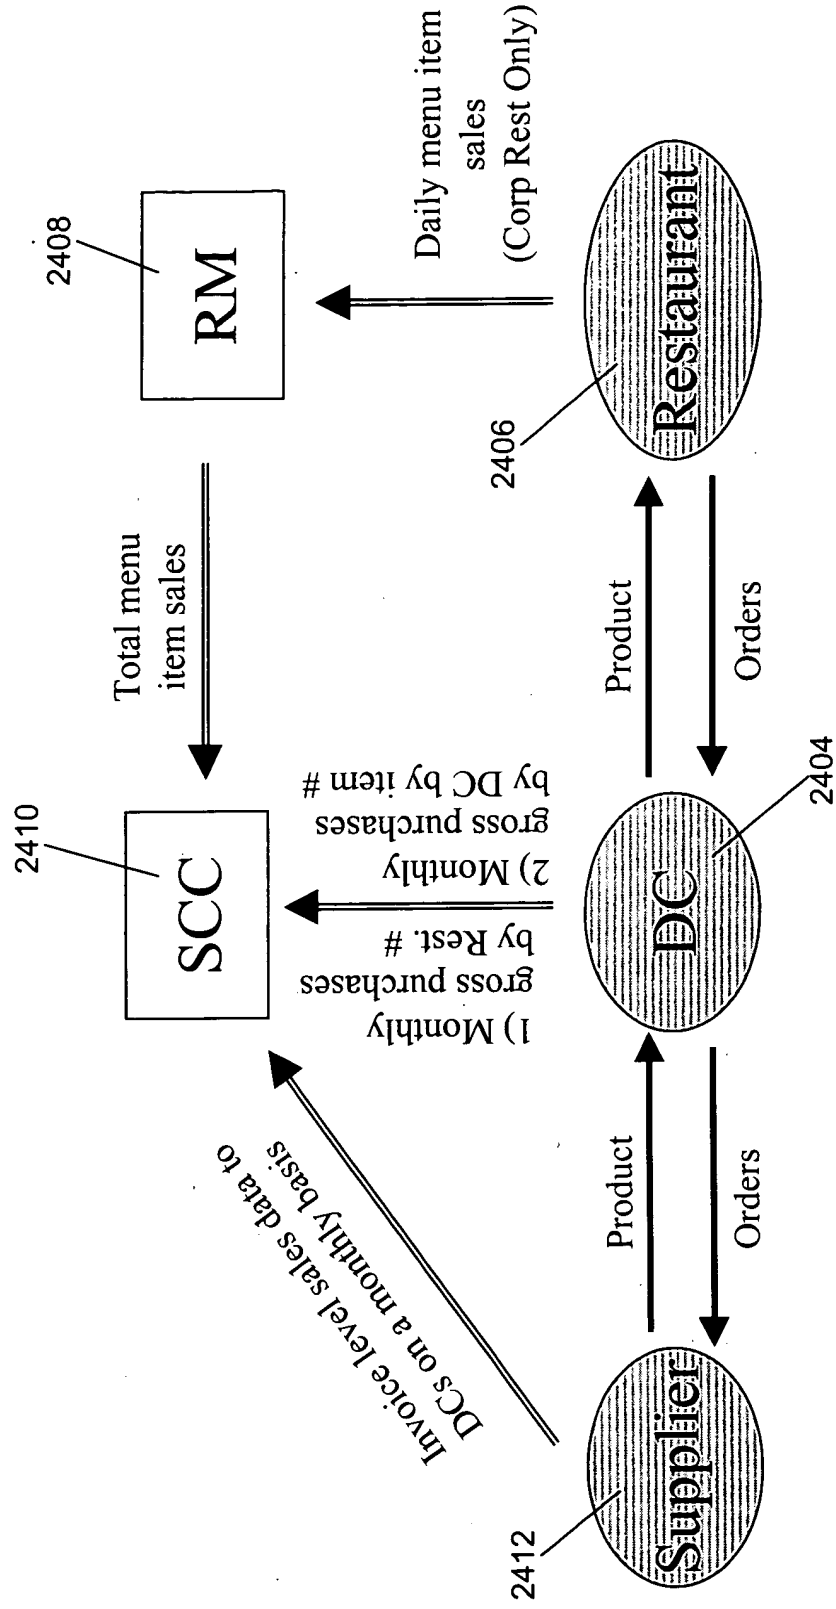 2410
SCC
Total menu
item sales
2408
RM
Invoice level sales data to
DCs on a monthly basis
1) Monthly
gross purchases
by Rest. #
2) Monthly
gross purchases
by DC by item #
Daily menu item
sales
(Corp Rest Only)
2412
Supplier
Product
Orders
DC
2404
Product
Orders
2406
Restaurant